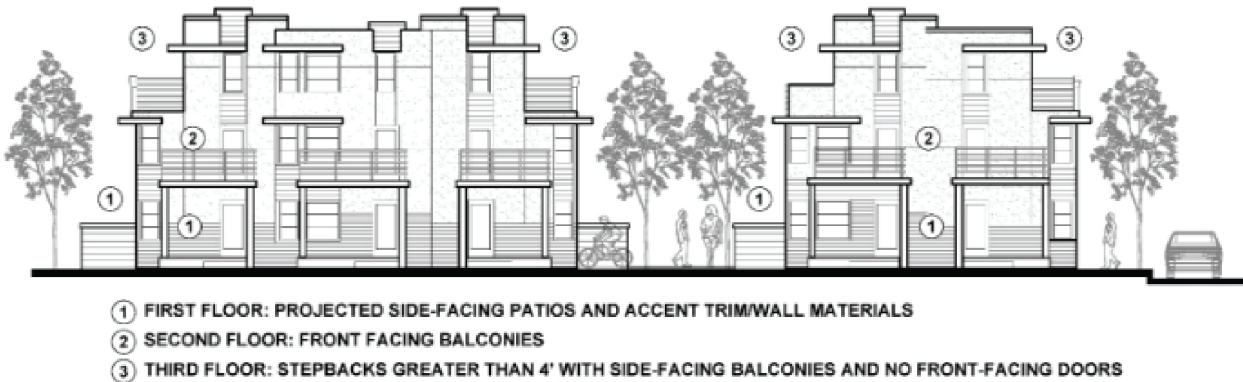 3 3 3 3
2 2
1 1 1 1
1 FIRST FLOOR: PROJECTED SIDE-FACING PATIOS AND ACCENT TRIM/WALL MATERIALS
2 SECOND FLOOR: FRONT FACING BALCONIES
3 THIRD FLOOR: STEPBACKS GREATER THAN 4' WITH SIDE-FACING BALCONIES AND NO FRONT-FACING DOORS